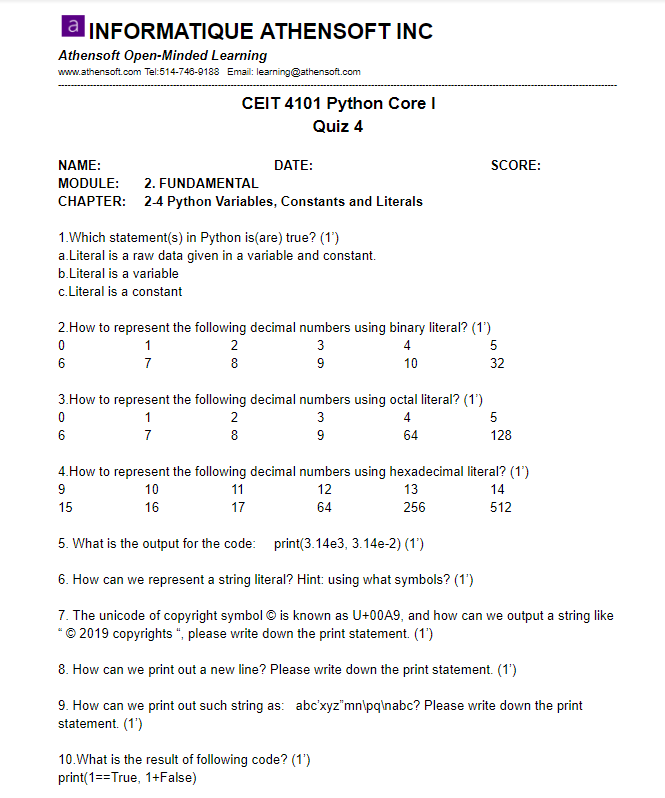 a INFORMATIQUE ATHENSOFT INC
Athensoft Open-Minded Learning
www.athensoft.com Tel:514-746-9188 Email: learning@athensoft.com
CEIT 4101 Python Core I
Quiz 4
NAME: DATE: SCORE:
MODULE: 2. FUNDAMENTAL
CHAPTER: 2-4 Python Variables, Constants and Literals
1.Which statement(s) in Python is(are) true? (1’)
a.Literal is a raw data given in a variable and constant.
b.Literal is a variable
c.Literal is a constant
2.How to represent the following decimal numbers using binary literal? (1’)
0 1 2 3 4 5
6 7 8 9 10 32
3.How to represent the following decimal numbers using octal literal? (1’)
0 1 2 3 4 5
6 7 8 9 64 128
4.How to represent the following decimal numbers using hexadecimal literal? (1’)
9 10 11 12 13 14
15 16 17 64 256 512
5. What is the output for the code: print(3.14e3, 3.14e-2) (1’)
6. How can we represent a string literal? Hint: using what symbols? (1’)
7. The unicode of copyright symbol © is known as U+00A9, and how can we output a string like
“ © 2019 copyrights “, please write down the print statement. (1’)
8. How can we print out a new line? Please write down the print statement. (1’)
9. How can we print out such string as: abc’xyz”mn\pq\nabc? Please write down the print
statement. (1’)
10.What is the result of following code? (1’)
print(1==True, 1+False)